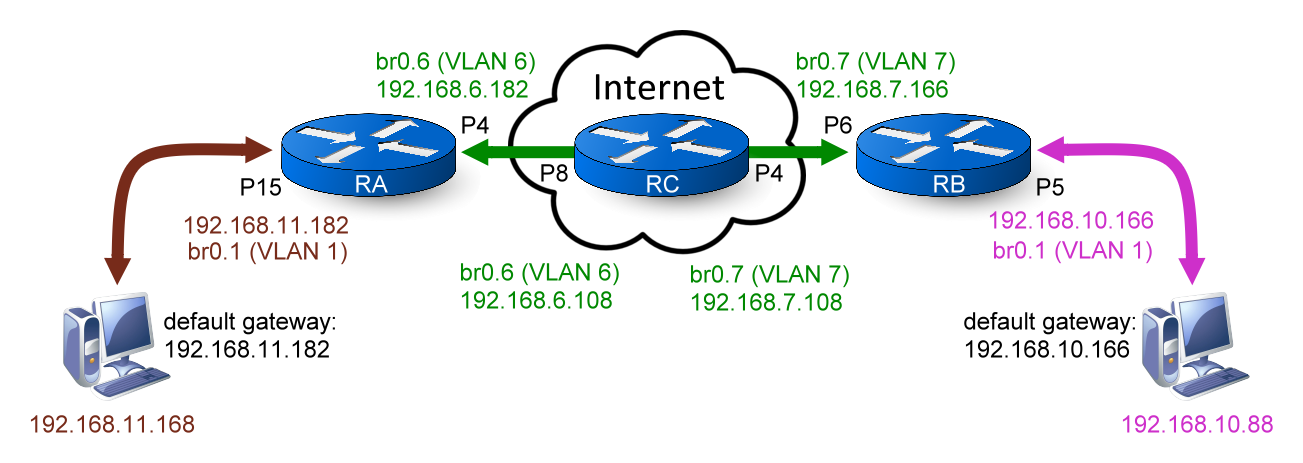 br0.6 (VLAN 6)
192.168.6.182
Internet
br0.7 (VLAN 7)
192.168.7.166
P4
P6
P15
RA
P8
RC
P4
RB
P5
192.168.11.182
br0.1 (VLAN 1)
192.168.10.166
br0.1 (VLAN 1)
br0.6 (VLAN 6)
192.168.6.108
br0.7 (VLAN 7)
192.168.7.108
default gateway:
192.168.11.182
default gateway:
192.168.10.166
192.168.11.168
192.168.10.88